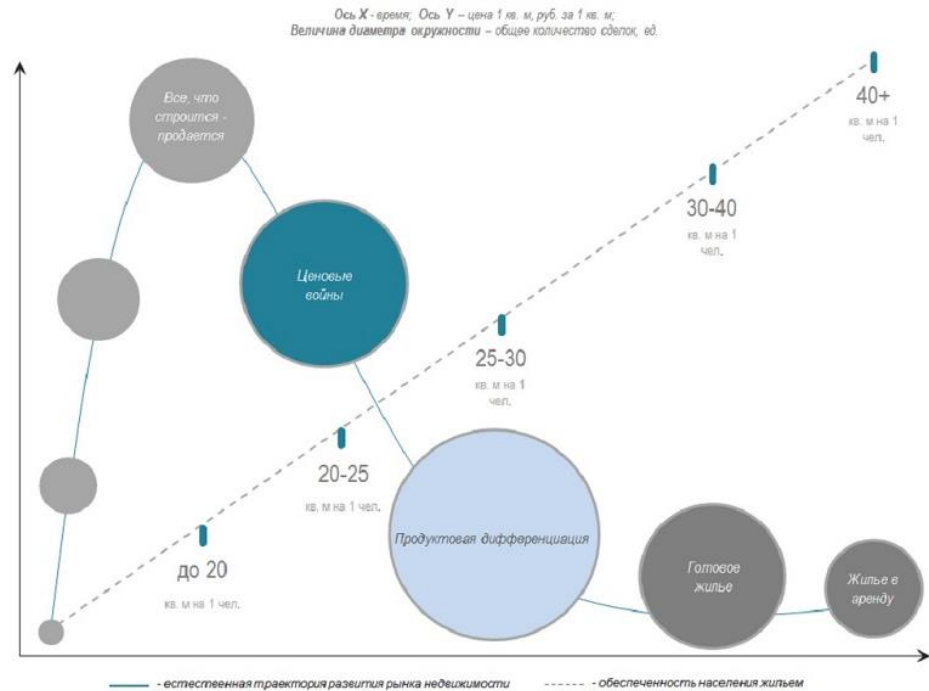 Ось X - время; Ось Y – цена 1 кв. м, руб. за 1 кв. м;
Величина диаметра окружности – общее количество сделок, ед.
Все, что
строится -
продается
40+
кв. м на 1
чел.
30-40
кв. м на 1
чел.
Ценовые
войны
25-30
кв. м на 1
чел.
20-25
кв. м на 1 чел.
Продуктовая дифференциация
до 20
кв. м на 1 чел.
Готовое
жилье
Жилье в
аренду
- естественная траектория развития рынка недвижимости
- обеспеченность населения жильем